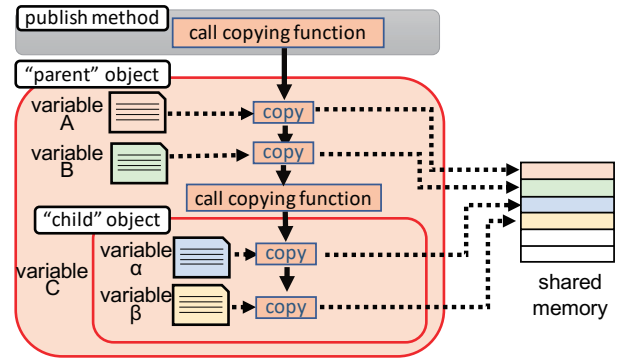 publish method
call copying function
“parent” object
variable
A
copy
variable
B
copy
call copying function
“child” object
variable
α
copy
variable
C
variable
β
copy
shared
memory